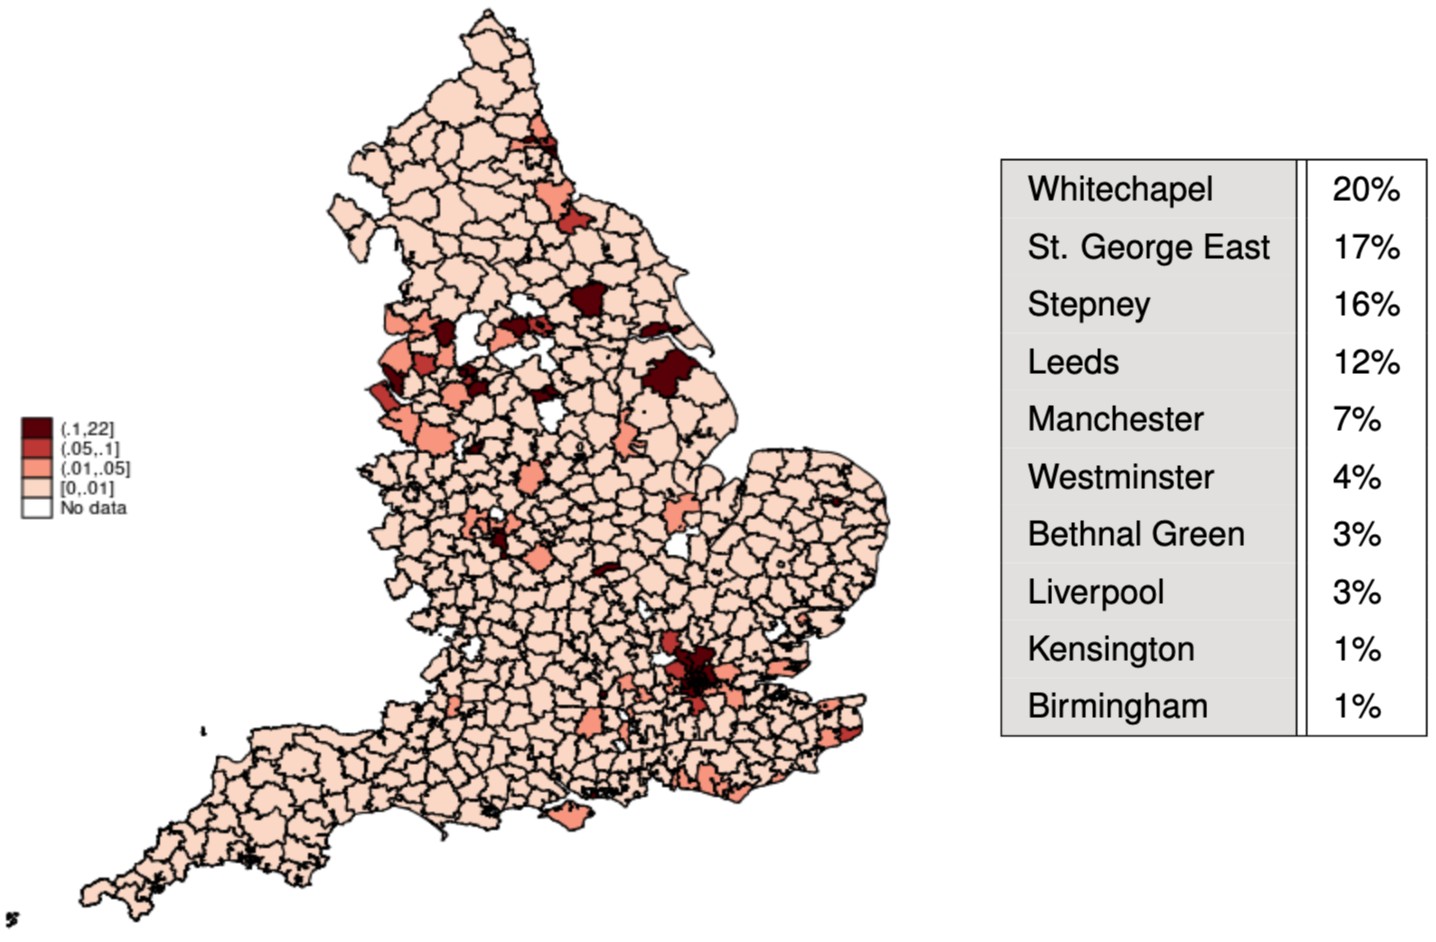 (.1,22]
(.05,.1]
(.01,.05]
[0,.01]
No data
Whitechapel 20%
St. George East 17%
Stepney 16%
Leeds 12%
Manchester 7%
Westminster 4%
Bethnal Green 3%
Liverpool 3%
Kensington 1%
Birmingham 1%